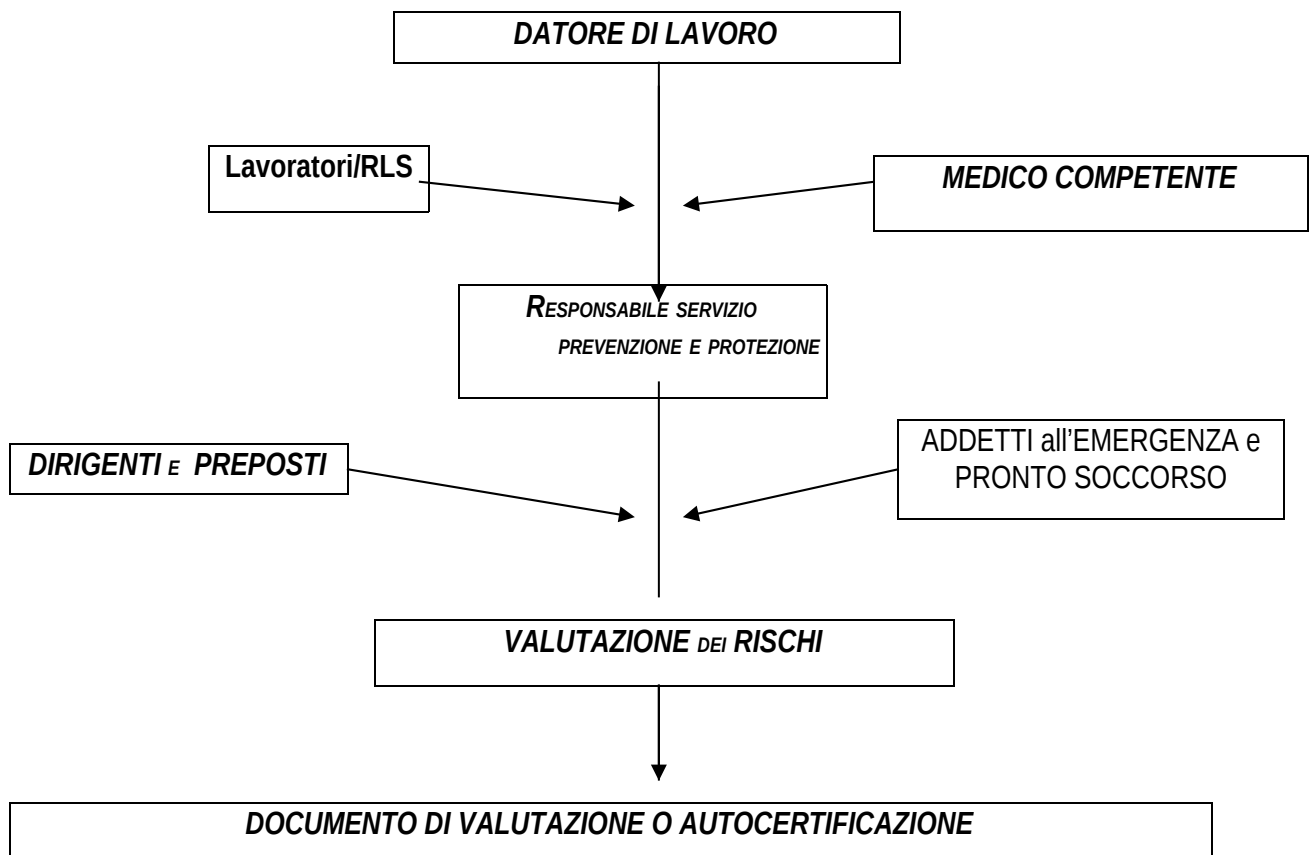 DATORE DI LAVORO
Lavoratori/RLS
MEDICO COMPETENTE
RESPONSABILE SERVIZIO
PREVENZIONE E PROTEZIONE
DIRIGENTI E PREPOSTI
ADDETTI all’EMERGENZA e
PRONTO SOCCORSO
VALUTAZIONE DEI RISCHI
DOCUMENTO DI VALUTAZIONE O AUTOCERTIFICAZIONE